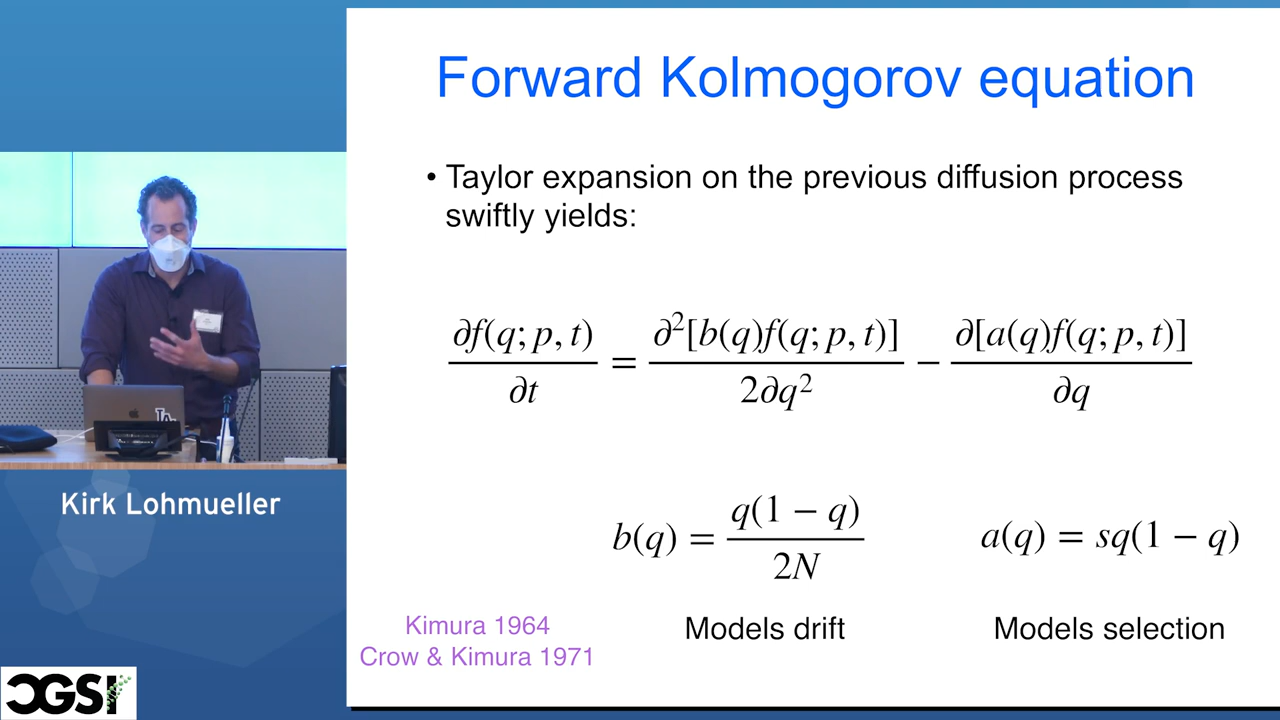 Forward Kolmogorov equation
• Taylor expansion on the previous diffusion process
swiftly yields:
∂f(q; p, t) / ∂t = ∂²[b(q)f(q; p, t)] / 2∂q² − ∂[a(q)f(q; p, t)] / ∂q
b(q) = q(1 − q) / 2N
a(q) = sq(1 − q)
Models drift
Models selection
Kimura 1964
Crow & Kimura 1971
Kirk Lohmueller
LA
CGSI